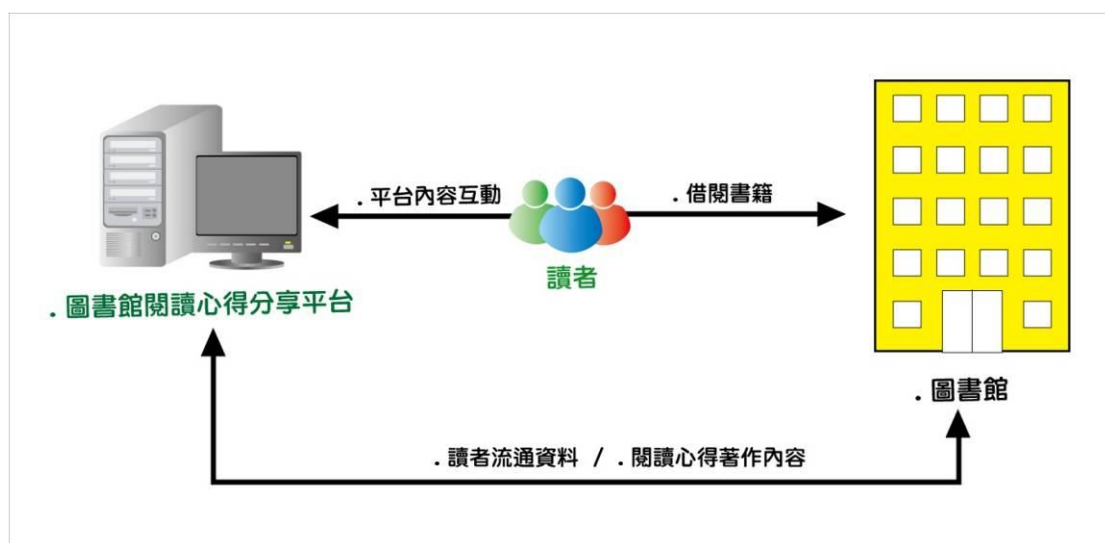 .平台內容互動
.借閱書籍
讀者
.圖書館閱讀心得分享平台
.圖書館
.讀者流通資料 / .閱讀心得著作內容